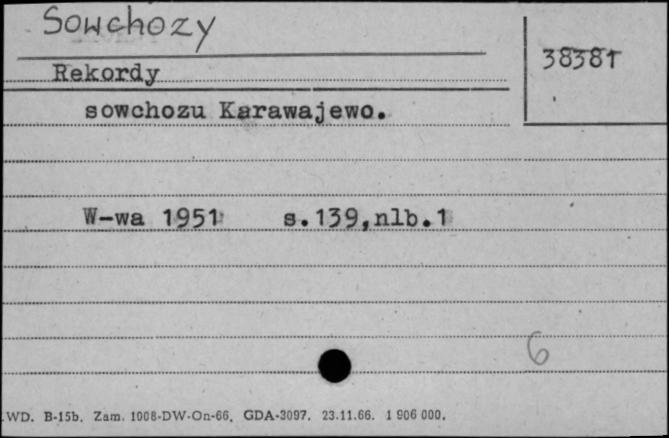 Sowchozy
38381
Rekordy
sowchozu Karawajewo.
W-wa 1951 s.139,nlb.1
6
WD. B-15b. Zam. 1008-DW-On-66. GDA-3097. 23.11.66. 1 906 000.